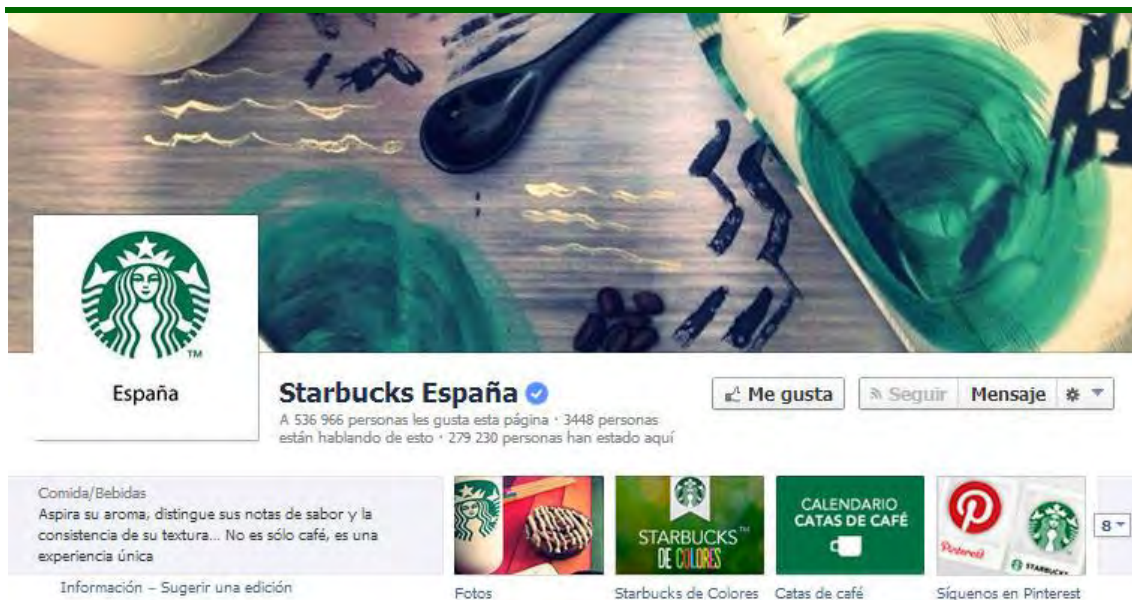 TM
España
Starbucks España
Me gusta
Seguir
Mensaje
A 536 966 personas les gusta esta página · 3448 personas
están hablando de esto · 279 230 personas han estado aquí
Comida/Bebidas
Aspira su aroma, distingue sus notas de sabor y la
consistencia de su textura... No es sólo café, es una
experiencia única
Información – Sugerir una edición
Fotos
STARBUCKS™
DE COLORES
Starbucks de Colores
CALENDARIO
CATAS DE CAFÉ
Catas de café
Pinterest
STARBUCKS
Síguenos en Pinterest
8